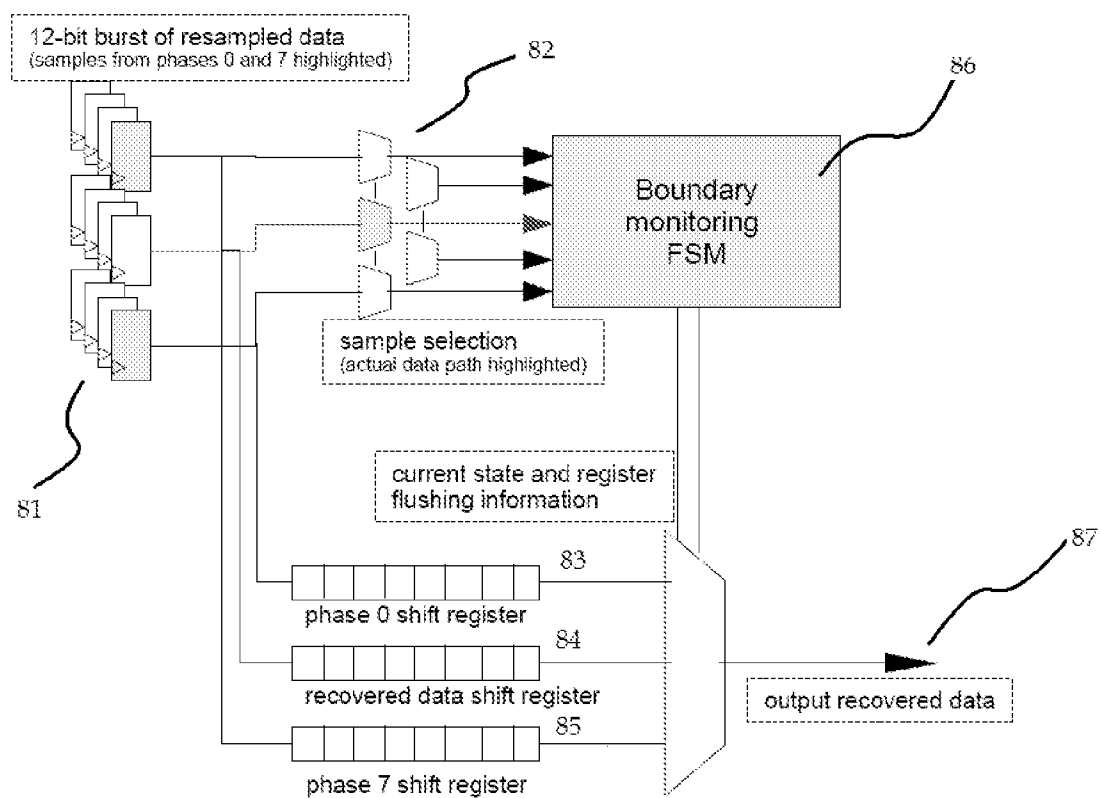 12-bit burst of resampled data
(samples from phases 0 and 7 highlighted)
82
86
Boundary
monitoring
FSM
sample selection
(actual data path highlighted)
81
current state and register
flushing information
83
phase 0 shift register
84
recovered data shift register
85
phase 7 shift register
87
output recovered data